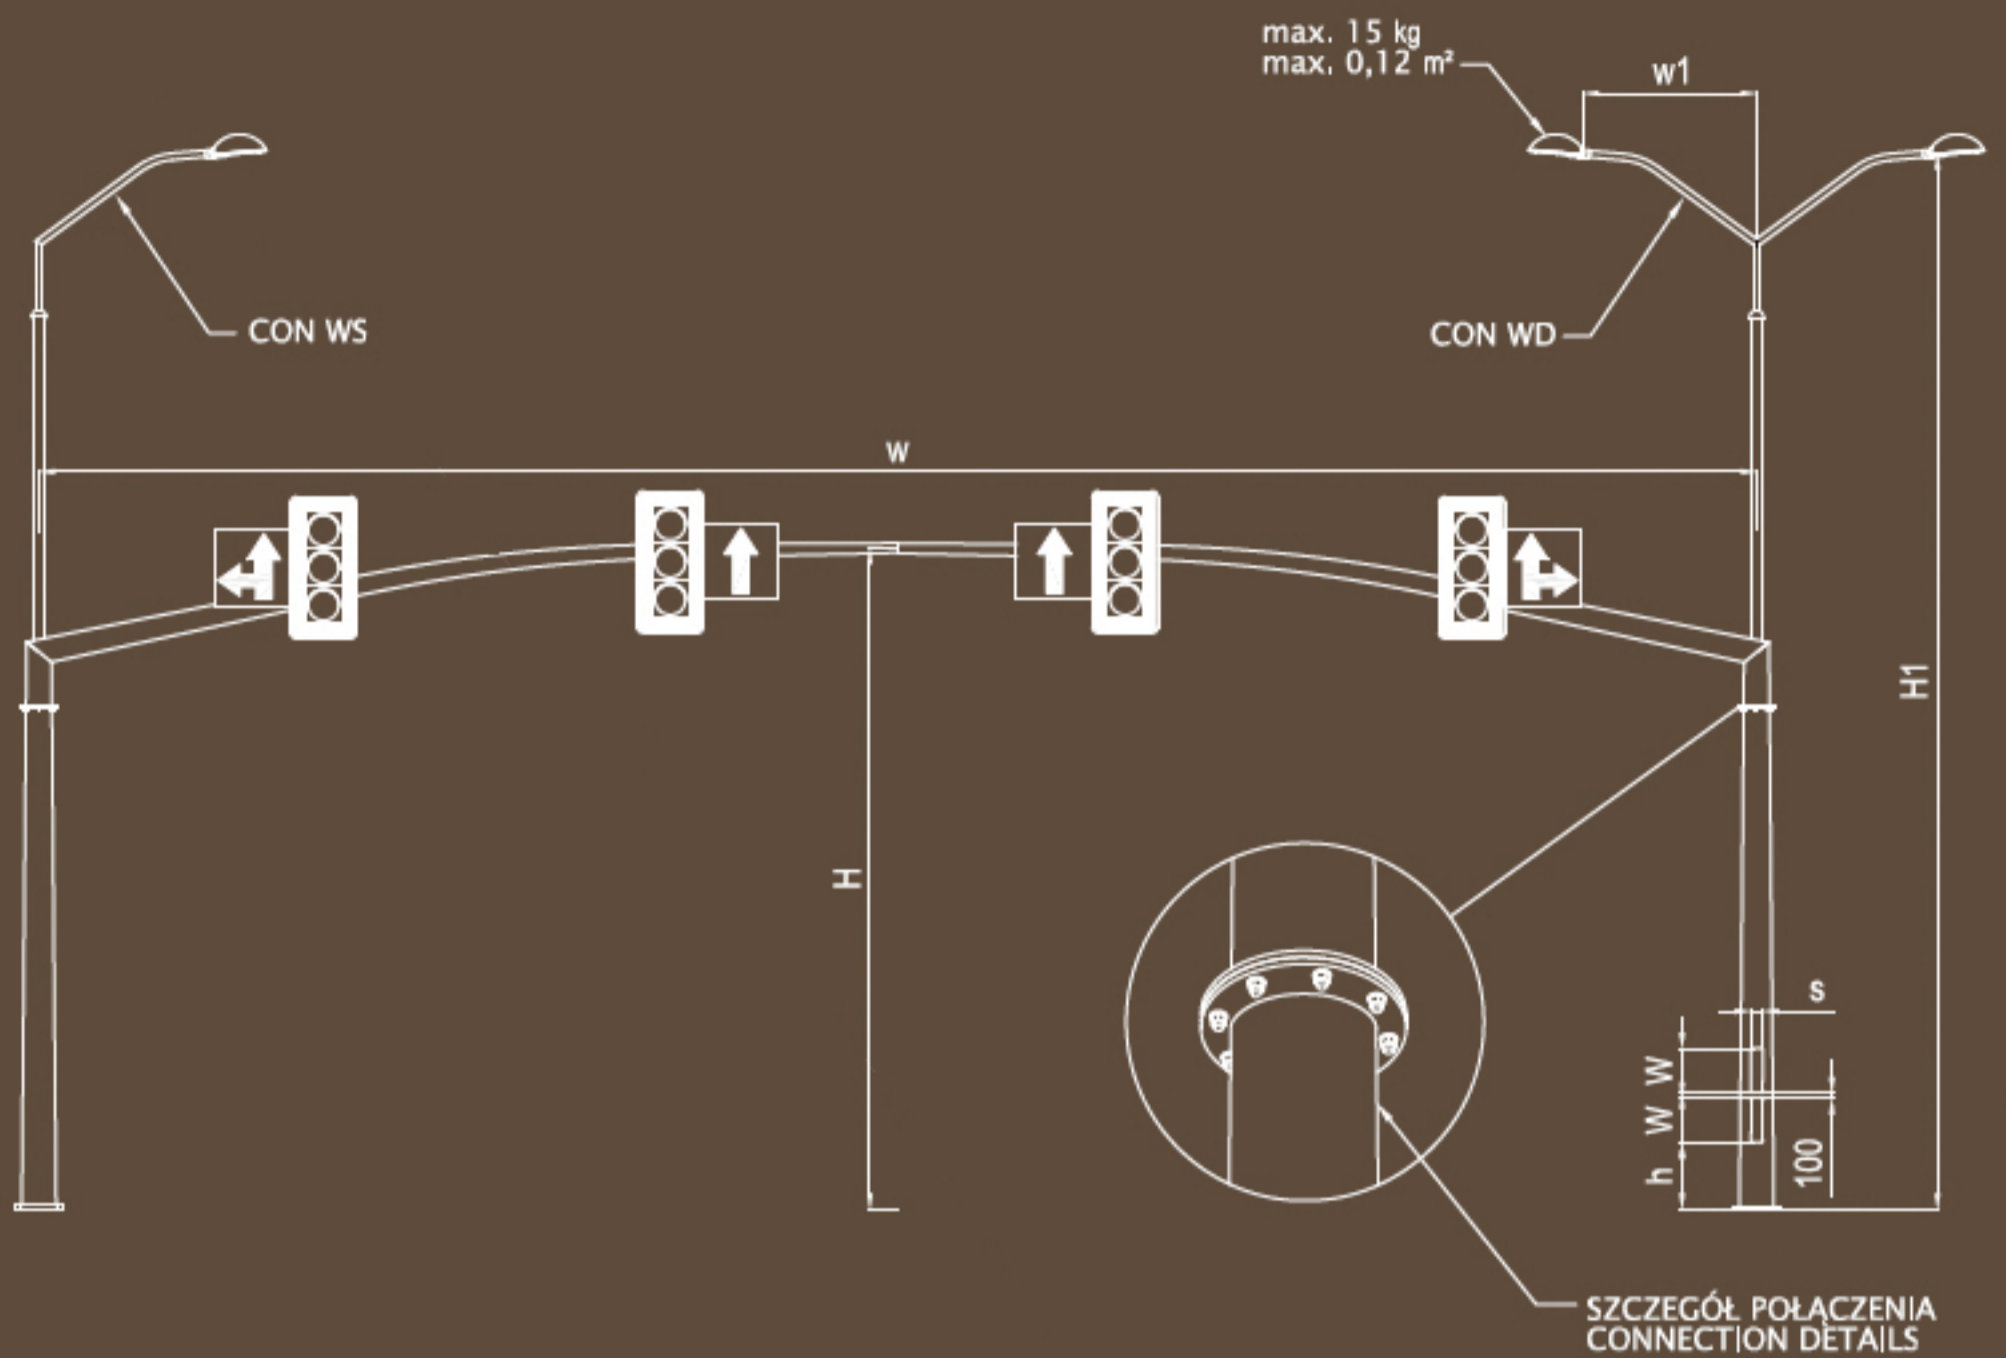 max. 15 kg
max. 0,12 m²
w1
CON WS
CON WD
w
H1
H
s
W
W
h
100
SZCZEGÓŁ POŁĄCZENIA
CONNECTION DETAILS